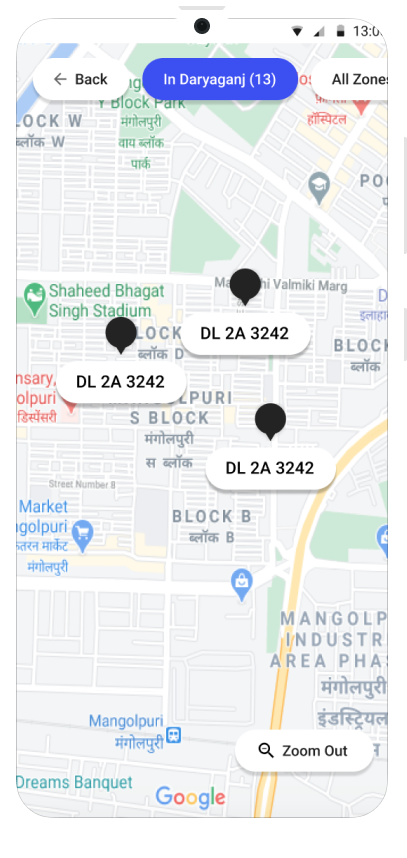 13:0
Back
In Daryaganj (13)
All Zones
Y Block Park
मंगोलपुरी
वाय ब्लॉक
पार्क
हॉस्पिटल
OCK W
ब्लॉक W
PO
Maharishi Valmiki Marg
Shaheed Bhagat
Singh Stadium
DL 2A 3242
LOCK
ब्लॉक D
BLOCK
ब्लॉक
DL 2A 3242
nsary,
olpuri
डिस्पेंसरी
OLPURI
S BLOCK
मंगोलपुरी
स ब्लॉक
DL 2A 3242
Street Number 8
Market
ngolpuri
मार्केट
मंगोलपुरी
BLOCK B
ब्लॉक B
MANGOLP
INDUSTR
AREA PHAS
मंगोलपुरी
इंडस्ट्रियल
Mangolpuri
मंगोलपुरी
Zoom Out
Dreams Banquet
Google